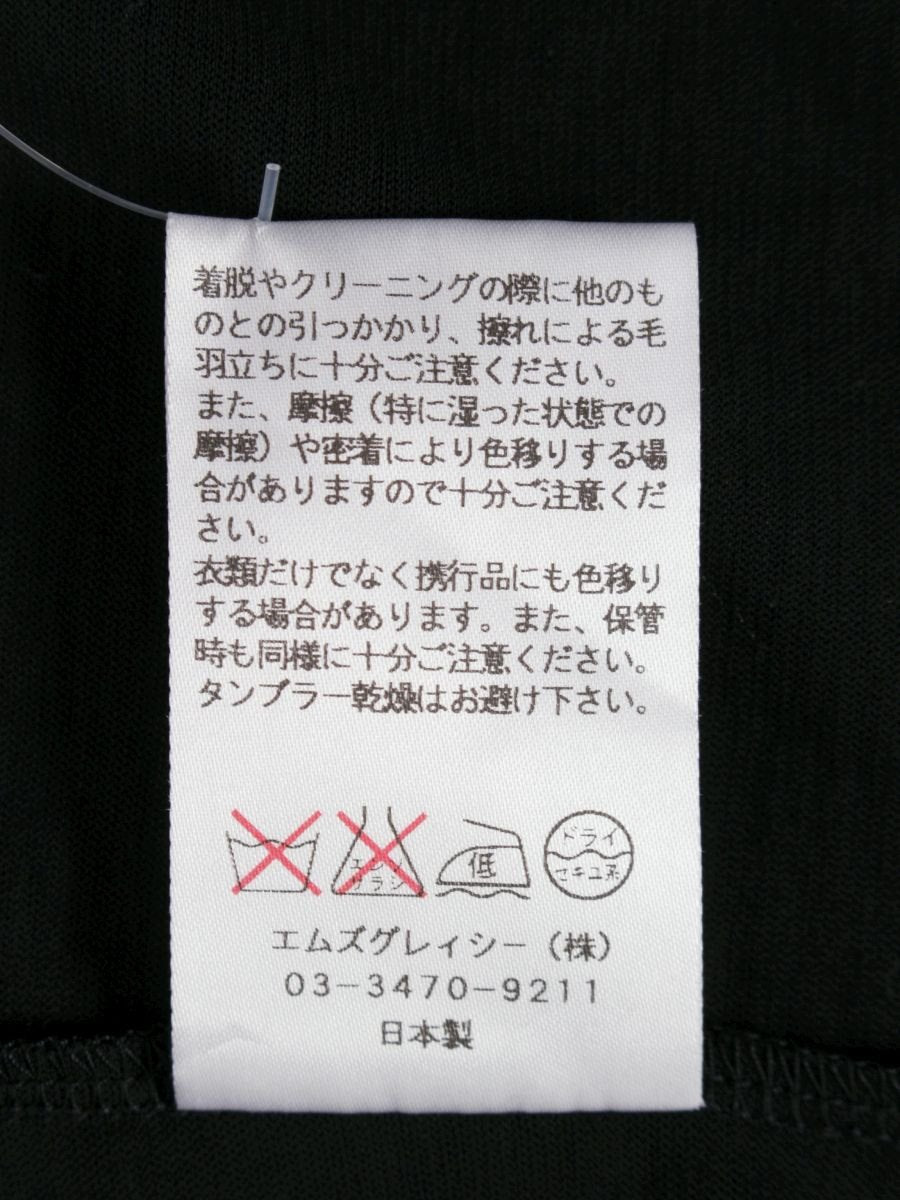 着脱やクリーニングの際に他のも
のとの引っかかり、擦れによる毛
羽立ちに十分ご注意ください。
また、摩擦（特に湿った状態での
摩擦）や密着により色移りする場
合がありますので十分ご注意くだ
さい。
衣類だけでなく携行品にも色移り
する場合があります。また、保管
時も同様に十分ご注意ください。
タンブラー乾燥はお避け下さい。
エンソ
サラシ
低
ドライ
セキユ系
エムズグレィシー（株）
03-3470-9211
日本製